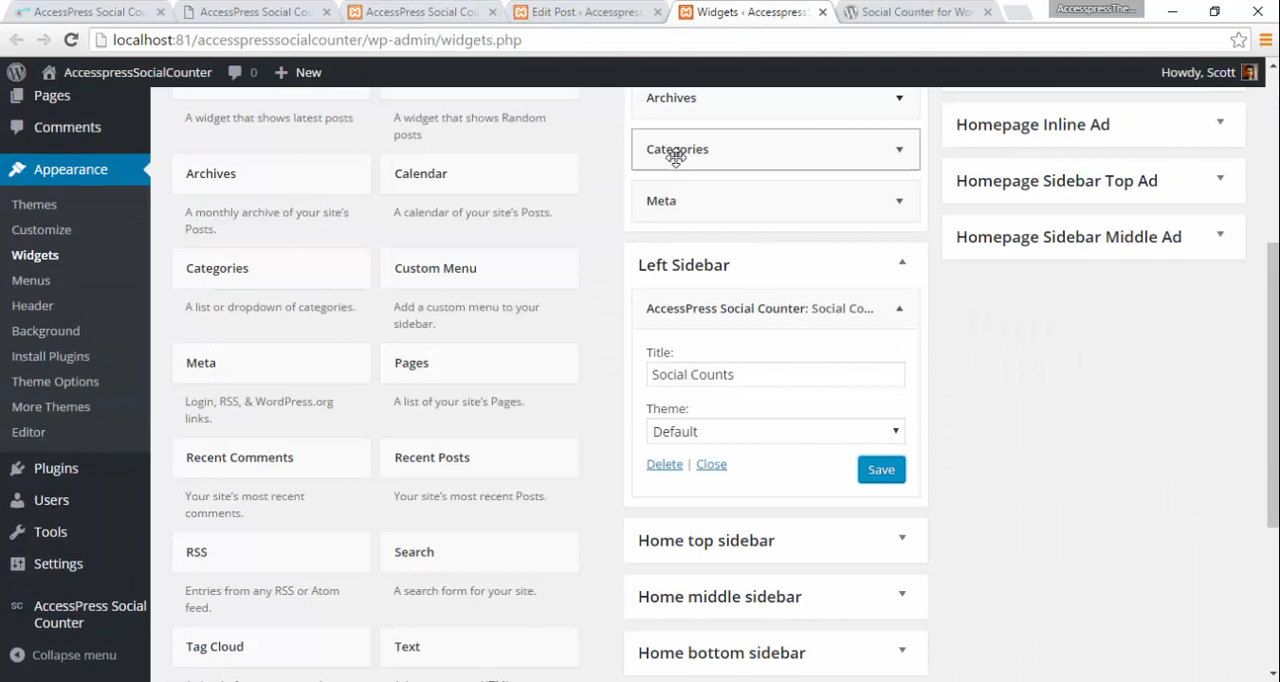 AccessPress Social Co
AccessPress Social Cou
AccessPress Social Cou
Edit Post ‹ Accesspress
Widgets ‹ Accesspress
Social Counter for Wor
AccesspressThe...
localhost:81/accesspresssocialcounter/wp-admin/widgets.php
AccesspressSocialCounter
0
New
Howdy, Scott
Pages
Comments
Appearance
Themes
Customize
Widgets
Menus
Header
Background
Install Plugins
Theme Options
More Themes
Editor
Plugins
Users
Tools
Settings
SC
AccessPress Social
Counter
Collapse menu
A widget that shows latest posts
A widget that shows Random
posts
Archives
A monthly archive of your site's
Posts.
Calendar
A calendar of your site's Posts.
Categories
A list or dropdown of categories.
Custom Menu
Add a custom menu to your
sidebar.
Meta
Login, RSS, & WordPress.org
links.
Pages
A list of your site's Pages.
Recent Comments
Your site's most recent
comments.
Recent Posts
Your site's most recent Posts.
RSS
Entries from any RSS or Atom
feed.
Search
A search form for your site.
Tag Cloud
Text
Archives
Categories
Meta
Left Sidebar
AccessPress Social Counter: Social Co...
Title:
Social Counts
Theme:
Default
Delete | Close
Save
Home top sidebar
Home middle sidebar
Home bottom sidebar
Homepage Inline Ad
Homepage Sidebar Top Ad
Homepage Sidebar Middle Ad